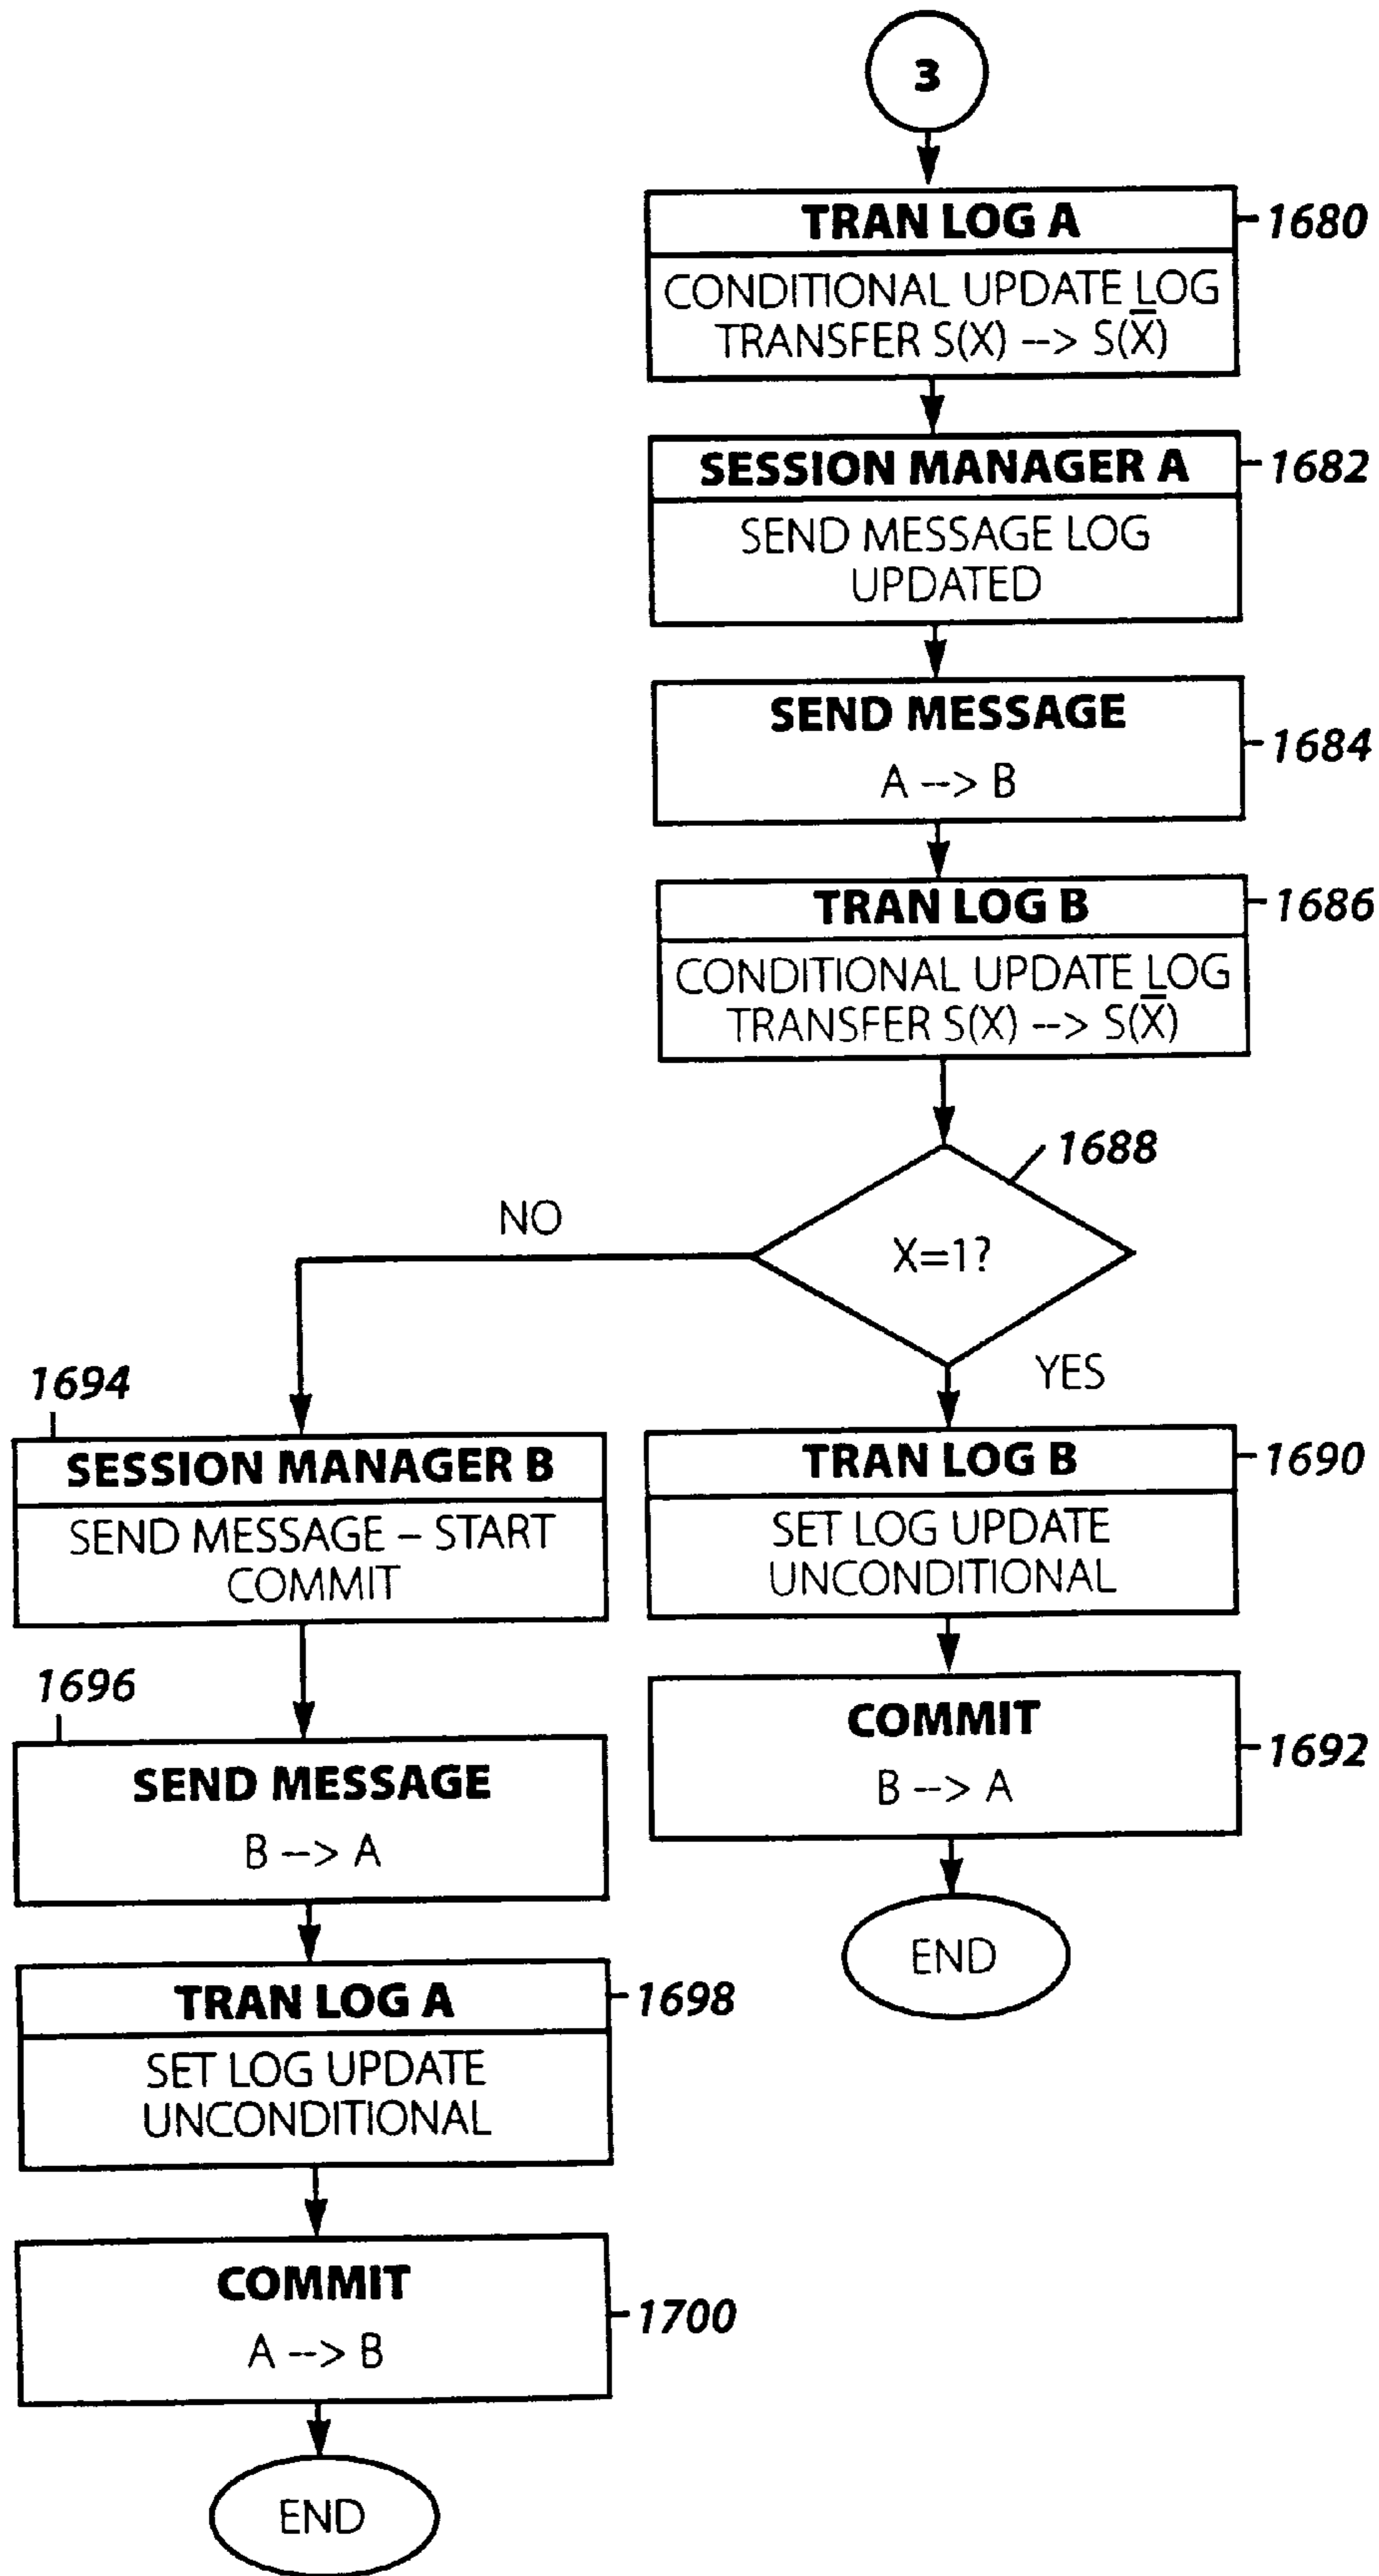 3
TRAN LOG A
1680
CONDITIONAL UPDATE LOG
TRANSFER S(X) --> S(X̅)
SESSION MANAGER A
1682
SEND MESSAGE LOG
UPDATED
SEND MESSAGE
1684
A --> B
TRAN LOG B
1686
CONDITIONAL UPDATE LOG
TRANSFER S(X) --> S(X̅)
1688
X=1?
NO
YES
1694
SESSION MANAGER B
SEND MESSAGE – START
COMMIT
1696
SEND MESSAGE
B --> A
TRAN LOG A
1698
SET LOG UPDATE
UNCONDITIONAL
COMMIT
1700
A --> B
END
TRAN LOG B
1690
SET LOG UPDATE
UNCONDITIONAL
COMMIT
1692
B --> A
END